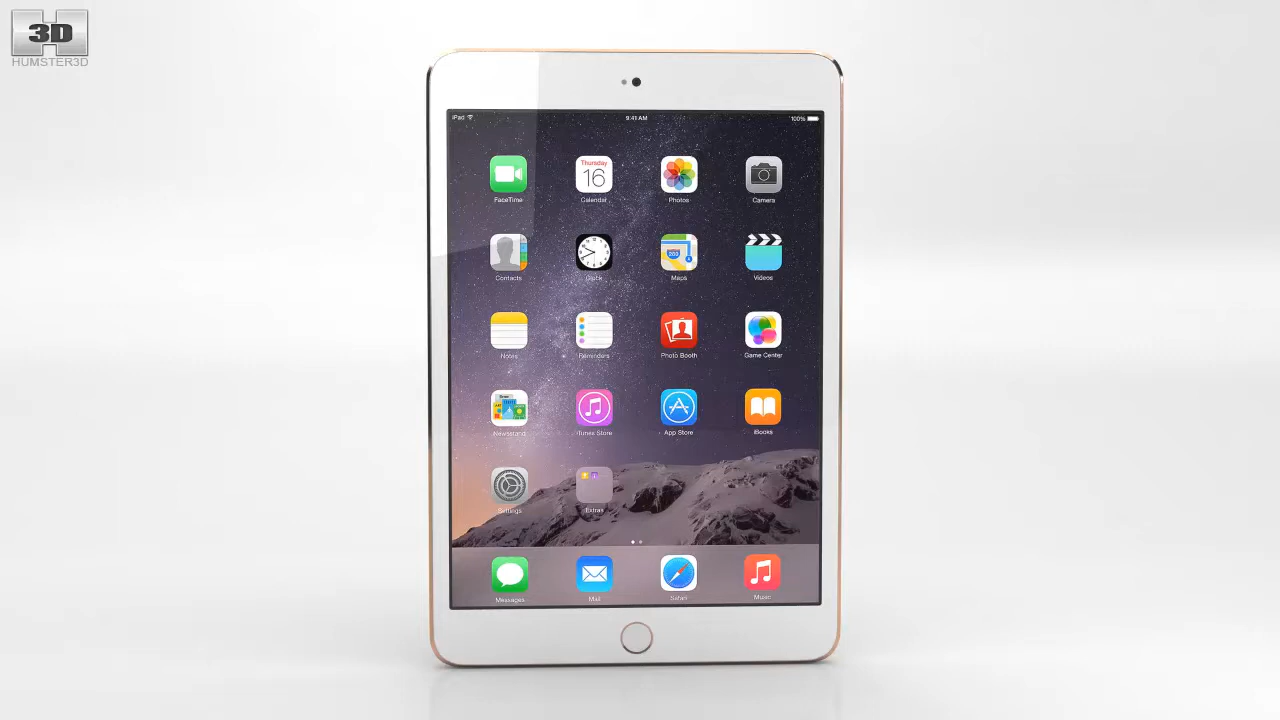 3D
HUMSTER3D
iPad 9:41 AM 100%
Thursday
16
FaceTime Calendar Photos Camera
280
Contacts Clock Maps Videos
Notes Reminders Photo Booth Game Center
Newsstand iTunes Store App Store iBooks
Settings Extras
Messages Mail Safari Music